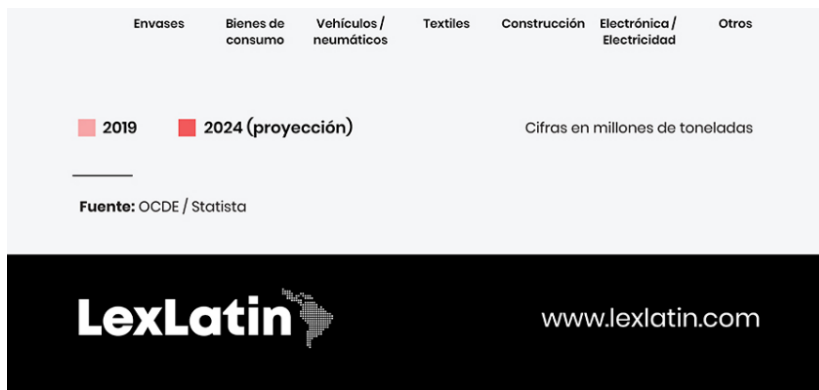 Envases Bienes de consumo Vehículos / neumáticos Textiles Construcción Electrónica / Electricidad Otros
2019 2024 (proyección) Cifras en millones de toneladas
Fuente: OCDE / Statista
LexLatin www.lexlatin.com